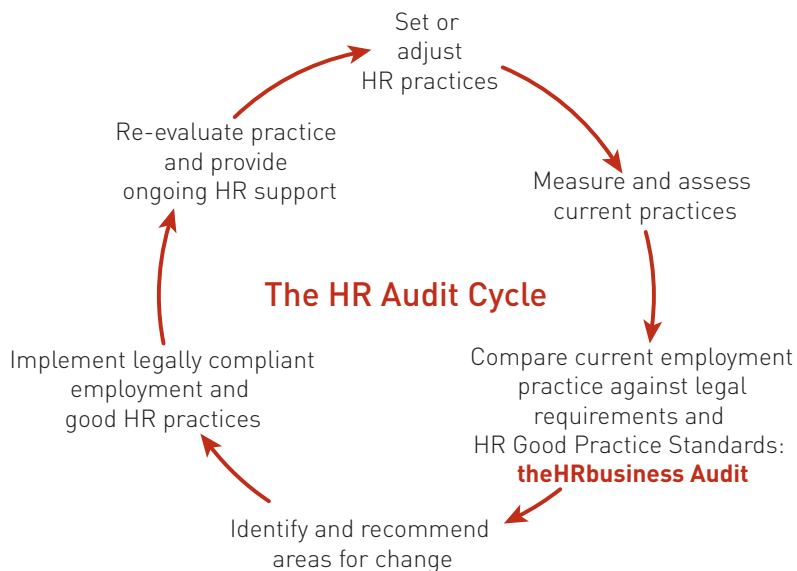 Set or
adjust
HR practices
Measure and assess
current practices
Compare current employment
practice against legal
requirements and
HR Good Practice Standards:
theHRbusiness Audit
Identify and recommend
areas for change
Implement legally compliant
employment and
good HR practices
Re-evaluate practice
and provide
ongoing HR support
The HR Audit Cycle